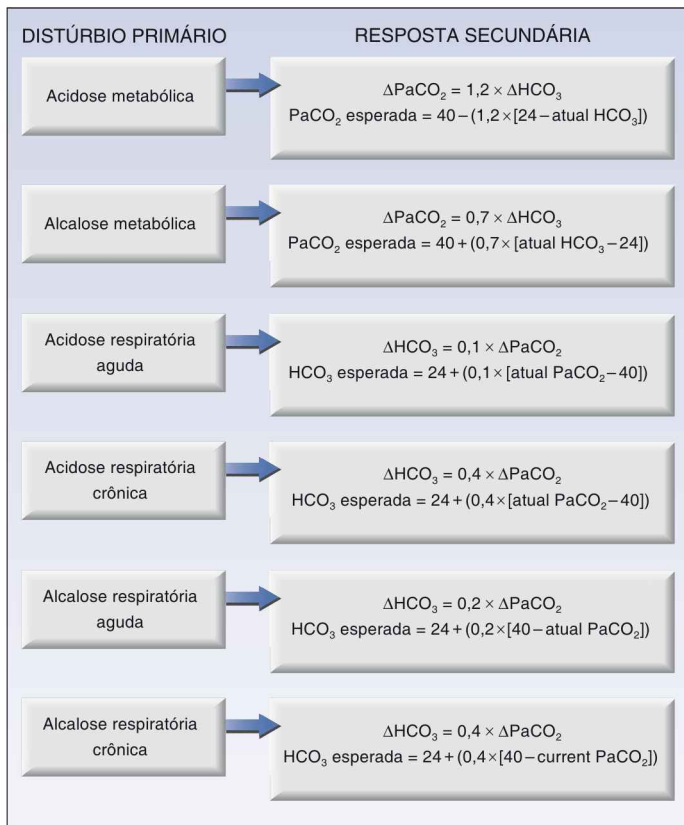 DISTÚRBIO PRIMÁRIO
RESPOSTA SECUNDÁRIA
Acidose metabólica
ΔPaCO₂ = 1,2 × ΔHCO₃
PaCO₂ esperada = 40 – (1,2 × [24 – atual HCO₃])
Alcalose metabólica
ΔPaCO₂ = 0,7 × ΔHCO₃
PaCO₂ esperada = 40 + (0,7 × [atual HCO₃ – 24])
Acidose respiratória
aguda
ΔHCO₃ = 0,1 × ΔPaCO₂
HCO₃ esperada = 24 + (0,1 × [atual PaCO₂ – 40])
Acidose respiratória
crônica
ΔHCO₃ = 0,4 × ΔPaCO₂
HCO₃ esperada = 24 + (0,4 × [atual PaCO₂ – 40])
Alcalose respiratória
aguda
ΔHCO₃ = 0,2 × ΔPaCO₂
HCO₃ esperada = 24 + (0,2 × [40 – atual PaCO₂])
Alcalose respiratória
crônica
ΔHCO₃ = 0,4 × ΔPaCO₂
HCO₃ esperada = 24 + (0,4 × [40 – current PaCO₂])